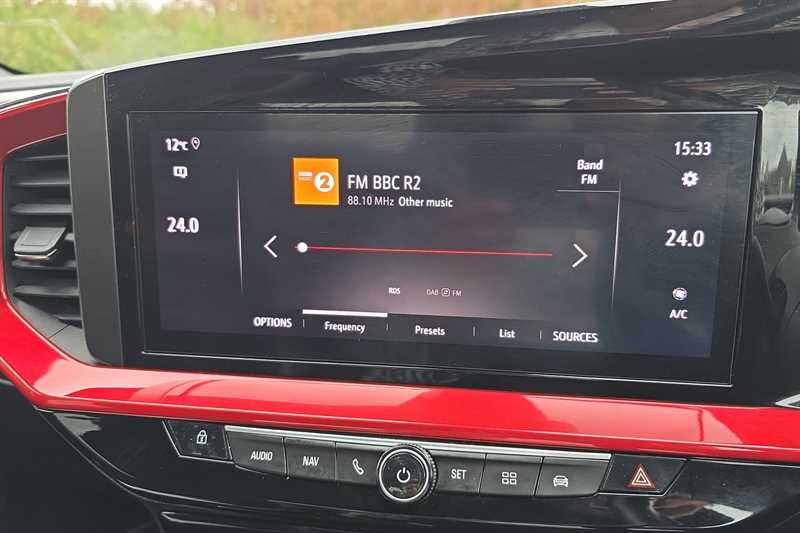 12°C
15:33
2
FM BBC R2
88.10 MHz Other music
Band
FM
24.0
24.0
RDS
DAB FM
A/C
OPTIONS
Frequency
Presets
List
SOURCES
AUDIO
NAV
SET